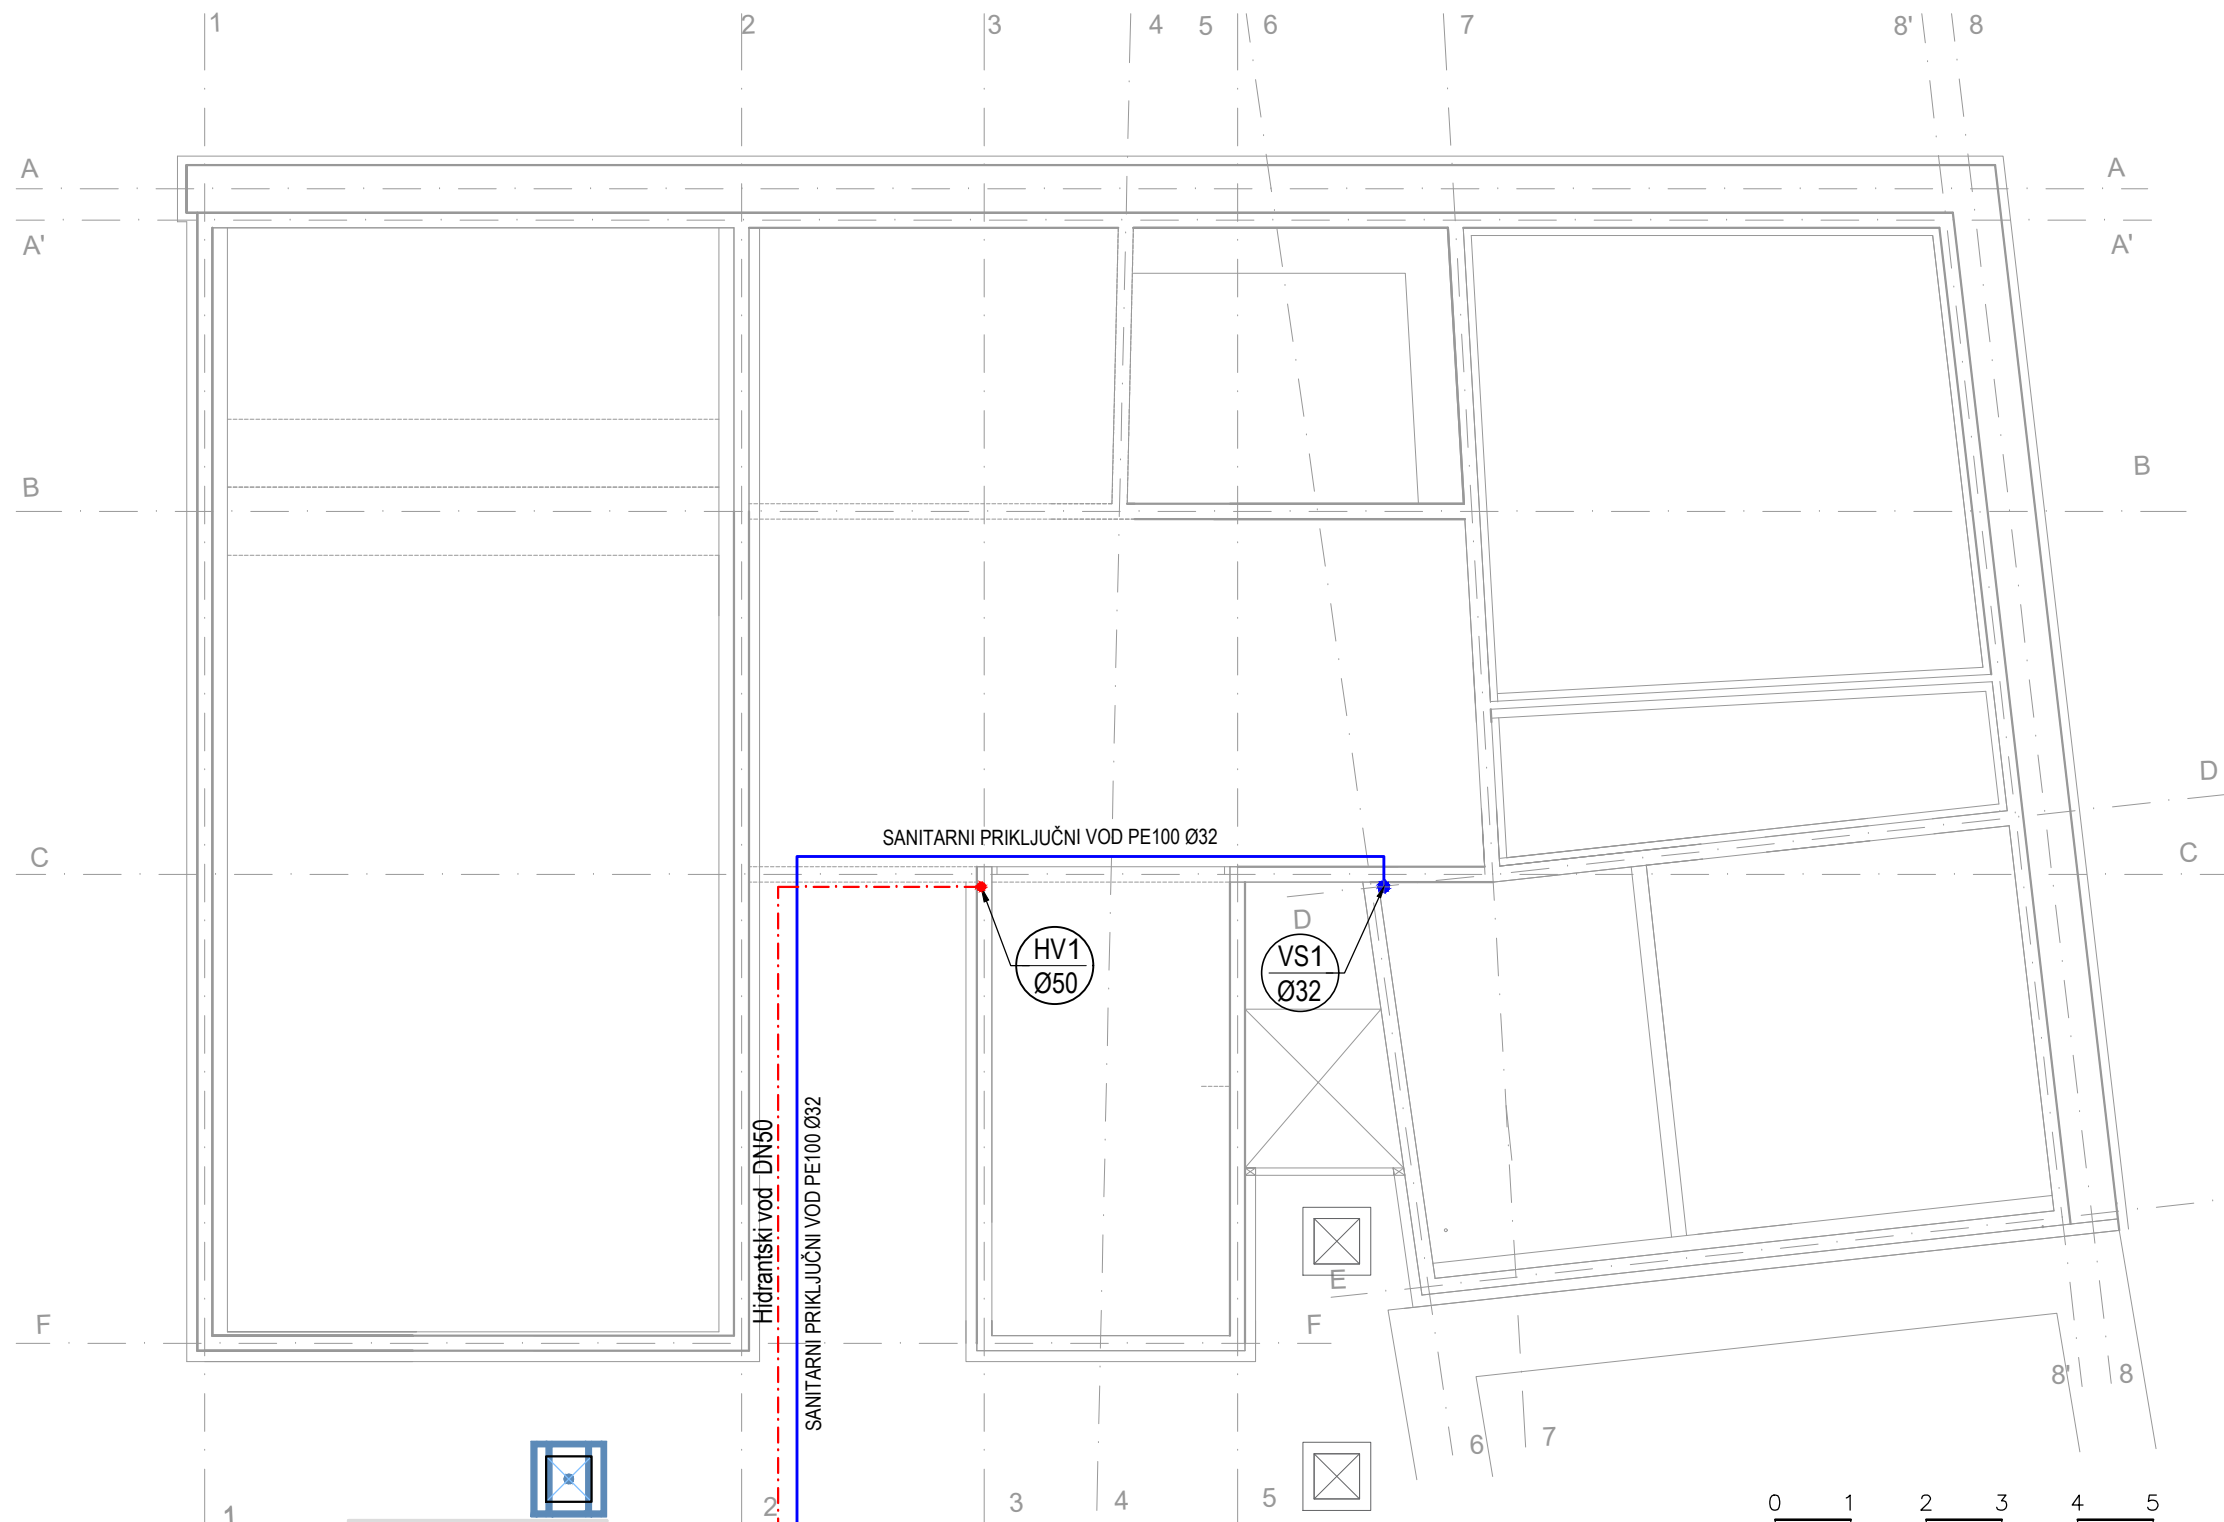 1 2 3 4 5 6 7 8' 8
A A
A' A'
B B
D
C C
SANITARNI PRIKLJUČNI VOD PE100 Ø32
D
HV1
Ø50
VS1
Ø32
Hidrantski vod DN50
SANITARNI PRIKLJUČNI VOD PE100 Ø32
E
F F
8' 8
6 7
1 2 3 4 5
0 1 2 3 4 5